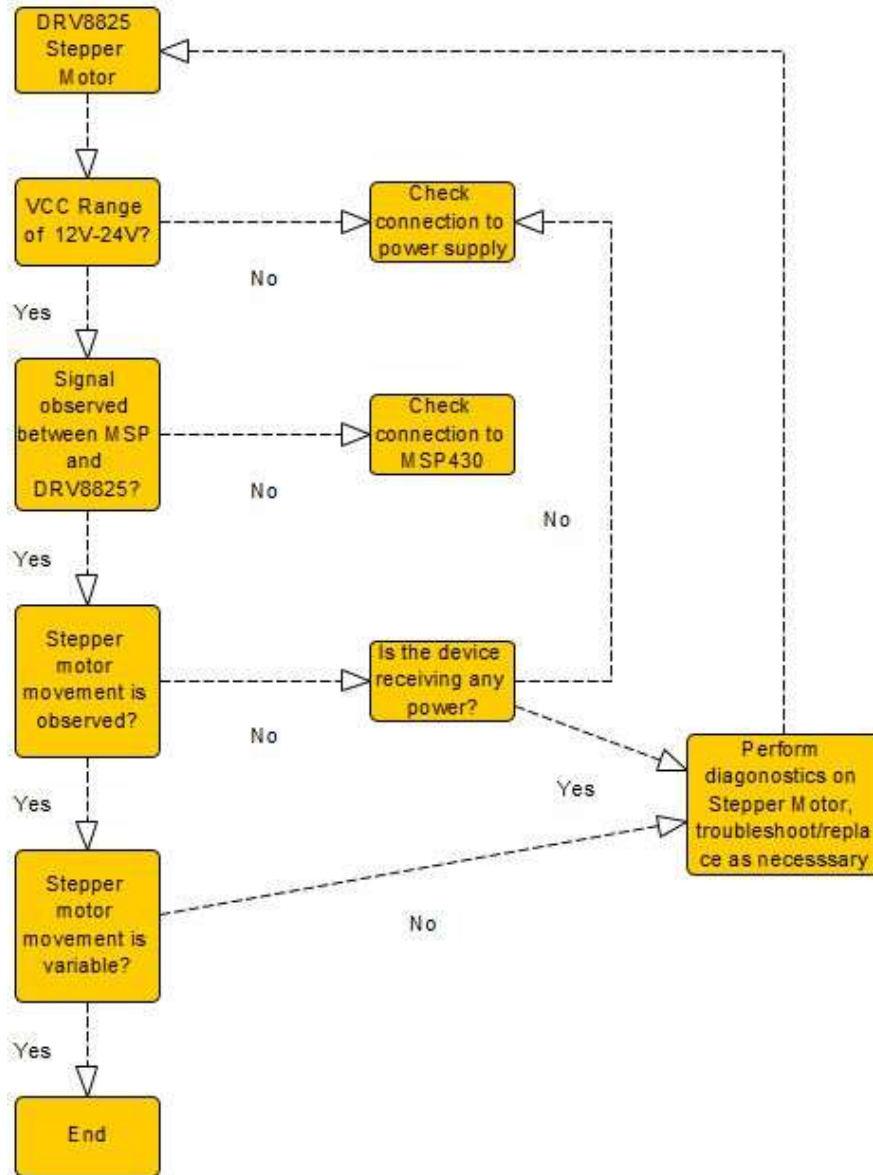 DRV8825
Stepper
Motor
VCC Range
of 12V-24V?
Check
connection to
power supply
No
Yes
Signal
observed
between MSP
and
DRV8825?
Check
connection to
MSP430
No
No
Yes
Stepper
motor
movement is
observed?
Is the device
receiving any
power?
No
Yes
Perform
diagonostics on
Stepper Motor,
troubleshoot/repla
ce as necesssary
Yes
Stepper
motor
movement is
variable?
No
Yes
End